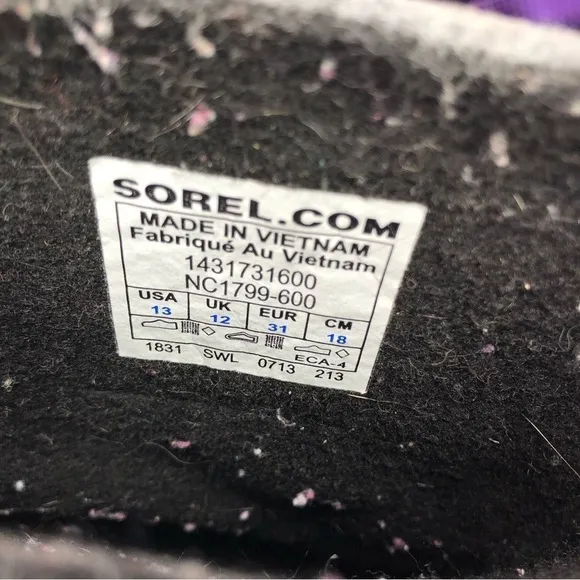 SOREL.COM
MADE IN VIETNAM
Fabriqué Au Vietnam
1431731600
NC1799-600
USA UK EUR CM
13 12 31 18
1831 SWL 0713 ECA-4 213